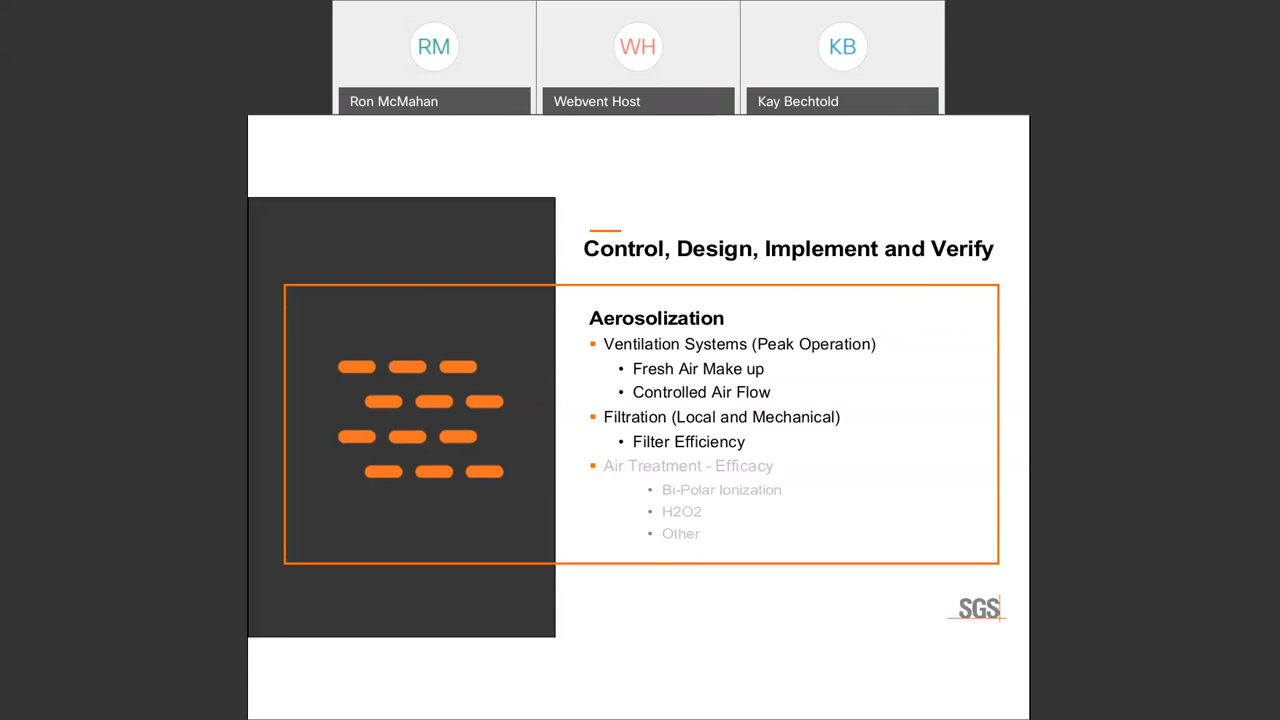 RM
WH
KB
Ron McMahan
Webvent Host
Kay Bechtold
Control, Design, Implement and Verify
Aerosolization
Ventilation Systems (Peak Operation)
Fresh Air Make up
Controlled Air Flow
Filtration (Local and Mechanical)
Filter Efficiency
Air Treatment - Efficacy
Bi-Polar Ionization
H2O2
Other
SGS